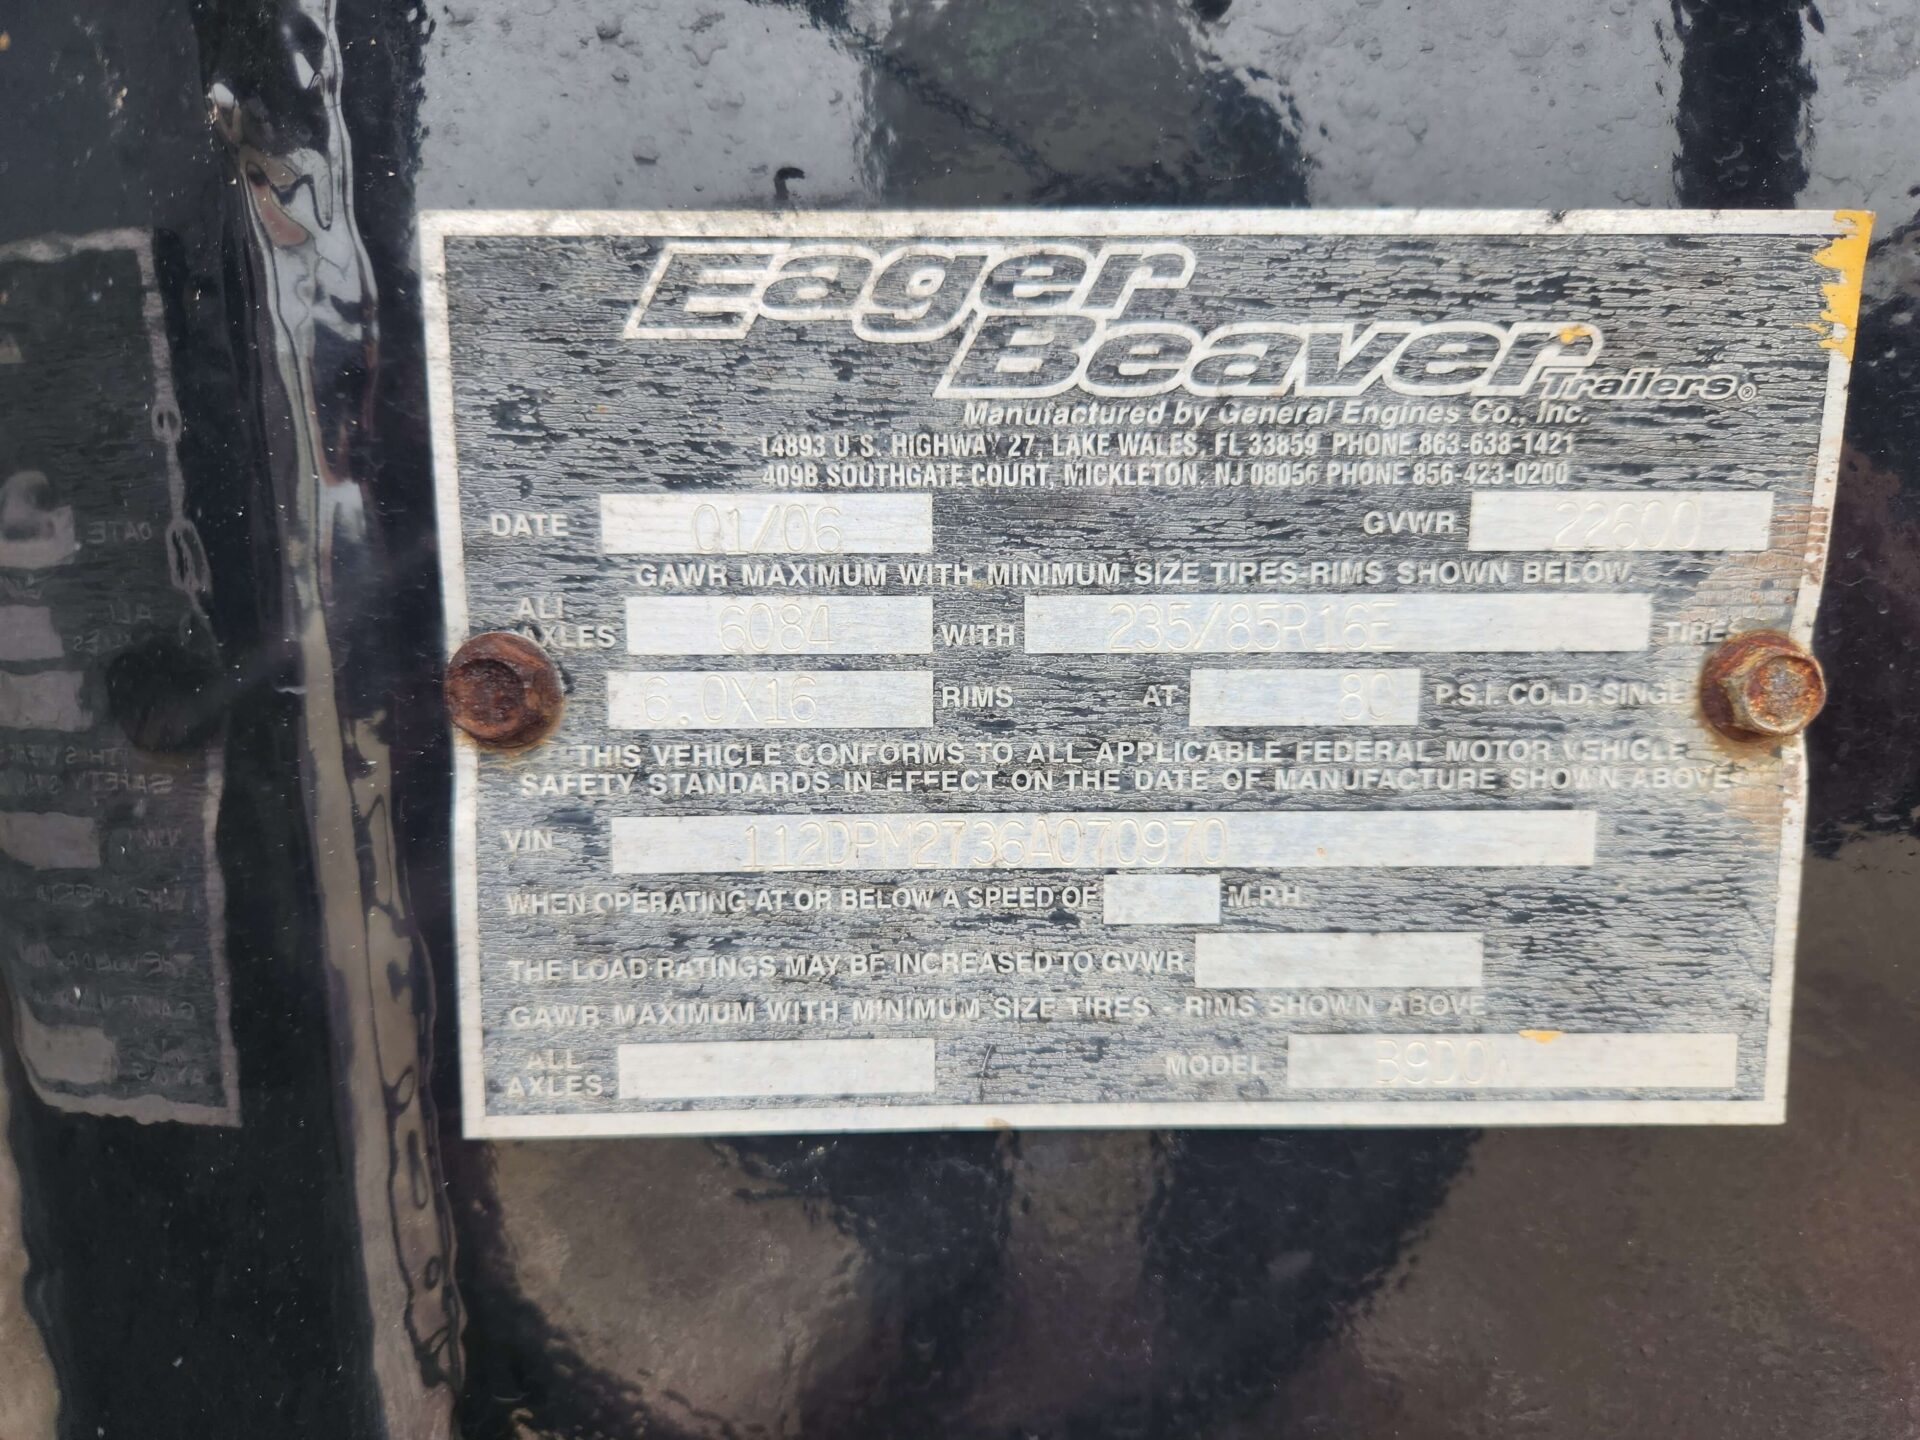 Eager
Beaver Trailers®
Manufactured by General Engines Co., Inc.
14893 U.S. HIGHWAY 27, LAKE WALES, FL 33859 PHONE 863-638-1421
409B SOUTHGATE COURT, MICKLETON, NJ 08056 PHONE 856-423-0200
DATE 01/06 GVWR 22600
GAWR MAXIMUM WITH MINIMUM SIZE TIRES-RIMS SHOWN BELOW.
ALL AXLES 6084 WITH 235/85R16E TIRES
6.0X16 RIMS AT 80 P.S.I. COLD. SINGLE
THIS VEHICLE CONFORMS TO ALL APPLICABLE FEDERAL MOTOR VEHICLE
SAFETY STANDARDS IN EFFECT ON THE DATE OF MANUFACTURE SHOWN ABOVE
VIN 112DPM2736A070970
WHEN OPERATING AT OR BELOW A SPEED OF M.P.H.
THE LOAD RATINGS MAY BE INCREASED TO GVWR
GAWR MAXIMUM WITH MINIMUM SIZE TIRES - RIMS SHOWN ABOVE
ALL AXLES MODEL B9DOW